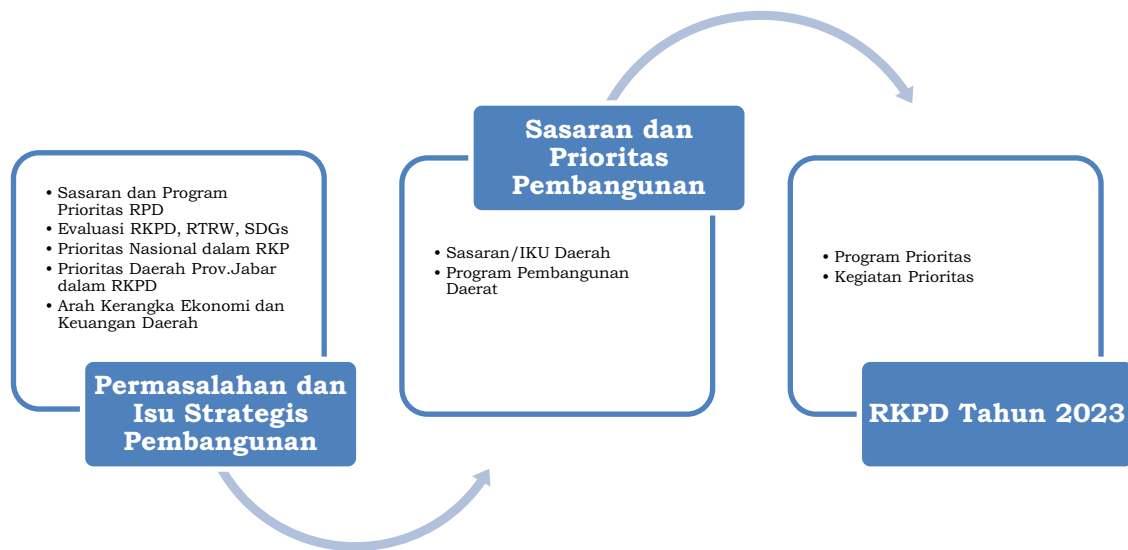 • Sasaran dan Program
Prioritas RPD
• Evaluasi RKPD, RTRW, SDGs
• Prioritas Nasional dalam RKP
• Prioritas Daerah Prov.Jabar
dalam RKPD
• Arah Kerangka Ekonomi dan
Keuangan Daerah
Permasalahan dan
Isu Strategis
Pembangunan
Sasaran dan
Prioritas
Pembangunan
• Sasaran/IKU Daerah
• Program Pembangunan
Daerat
• Program Prioritas
• Kegiatan Prioritas
RKPD Tahun 2023